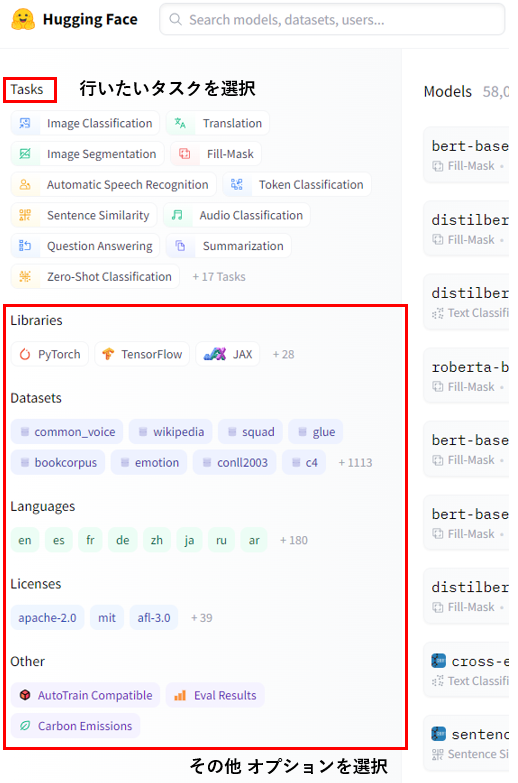 Hugging Face
Search models, datasets, users...
Tasks
行いたいタスクを選択
Image Classification
Translation
Image Segmentation
Fill-Mask
Automatic Speech Recognition
Token Classification
Sentence Similarity
Audio Classification
Question Answering
Summarization
Zero-Shot Classification
+ 17 Tasks
Libraries
PyTorch
TensorFlow
JAX
+ 28
Datasets
common_voice
wikipedia
squad
glue
bookcorpus
emotion
conll2003
c4
+ 1113
Languages
en
es
fr
de
zh
ja
ru
ar
+ 180
Licenses
apache-2.0
mit
afl-3.0
+ 39
Other
AutoTrain Compatible
Eval Results
Carbon Emissions
その他 オプションを選択
Models 58,0
bert-base
Fill-Mask •
distilber
Fill-Mask •
distilber
Text Classifi
roberta-b
Fill-Mask •
bert-base
Fill-Mask •
bert-base
Fill-Mask •
distilber
Fill-Mask •
cross-e
Text Classifi
sentenc
Sentence Si